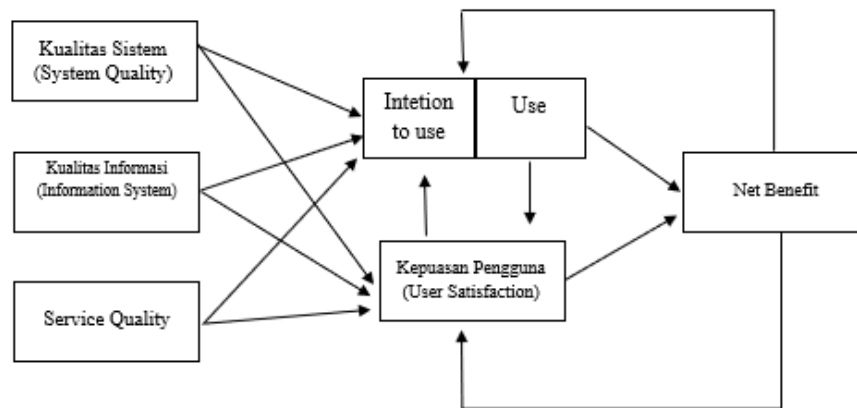 Kualitas Sistem
(System Quality)
Intetion
to use
Use
Kualitas Informasi
(Information System)
Net Benefit
Kepuasan Pengguna
(User Satisfaction)
Service Quality